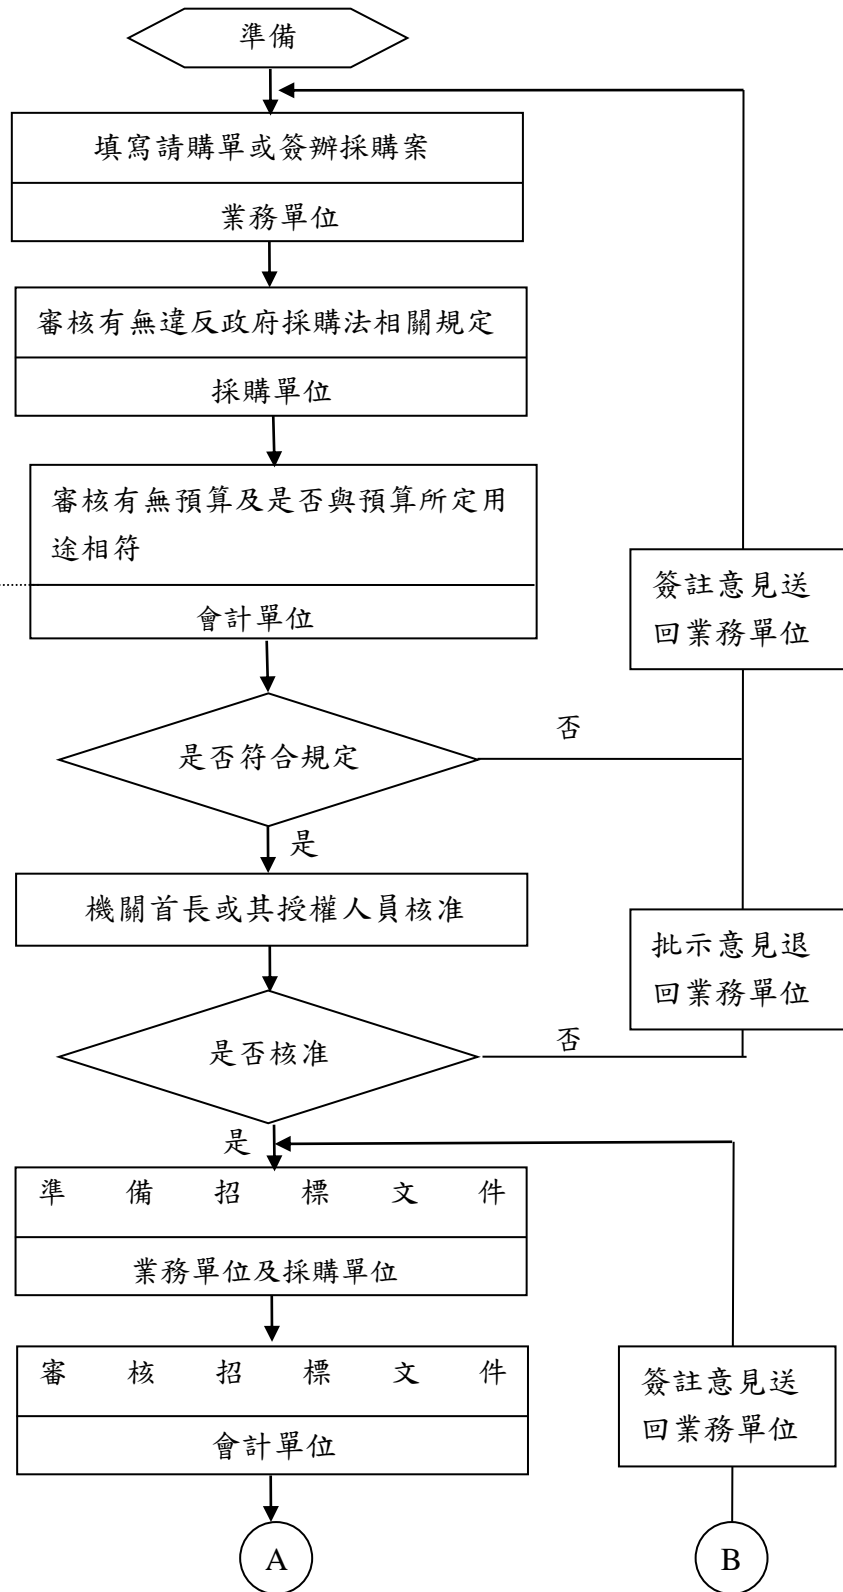 準備
填寫請購單或簽辦採購案
業務單位
審核有無違反政府採購法相關規定
採購單位
審核有無預算及是否與預算所定用
途相符
會計單位
簽註意見送
回業務單位
是否符合規定
否
是
機關首長或其授權人員核准
批示意見退
回業務單位
是否核准
否
是
準備招標文件
業務單位及採購單位
審核招標文件
會計單位
簽註意見送
回業務單位
A
B